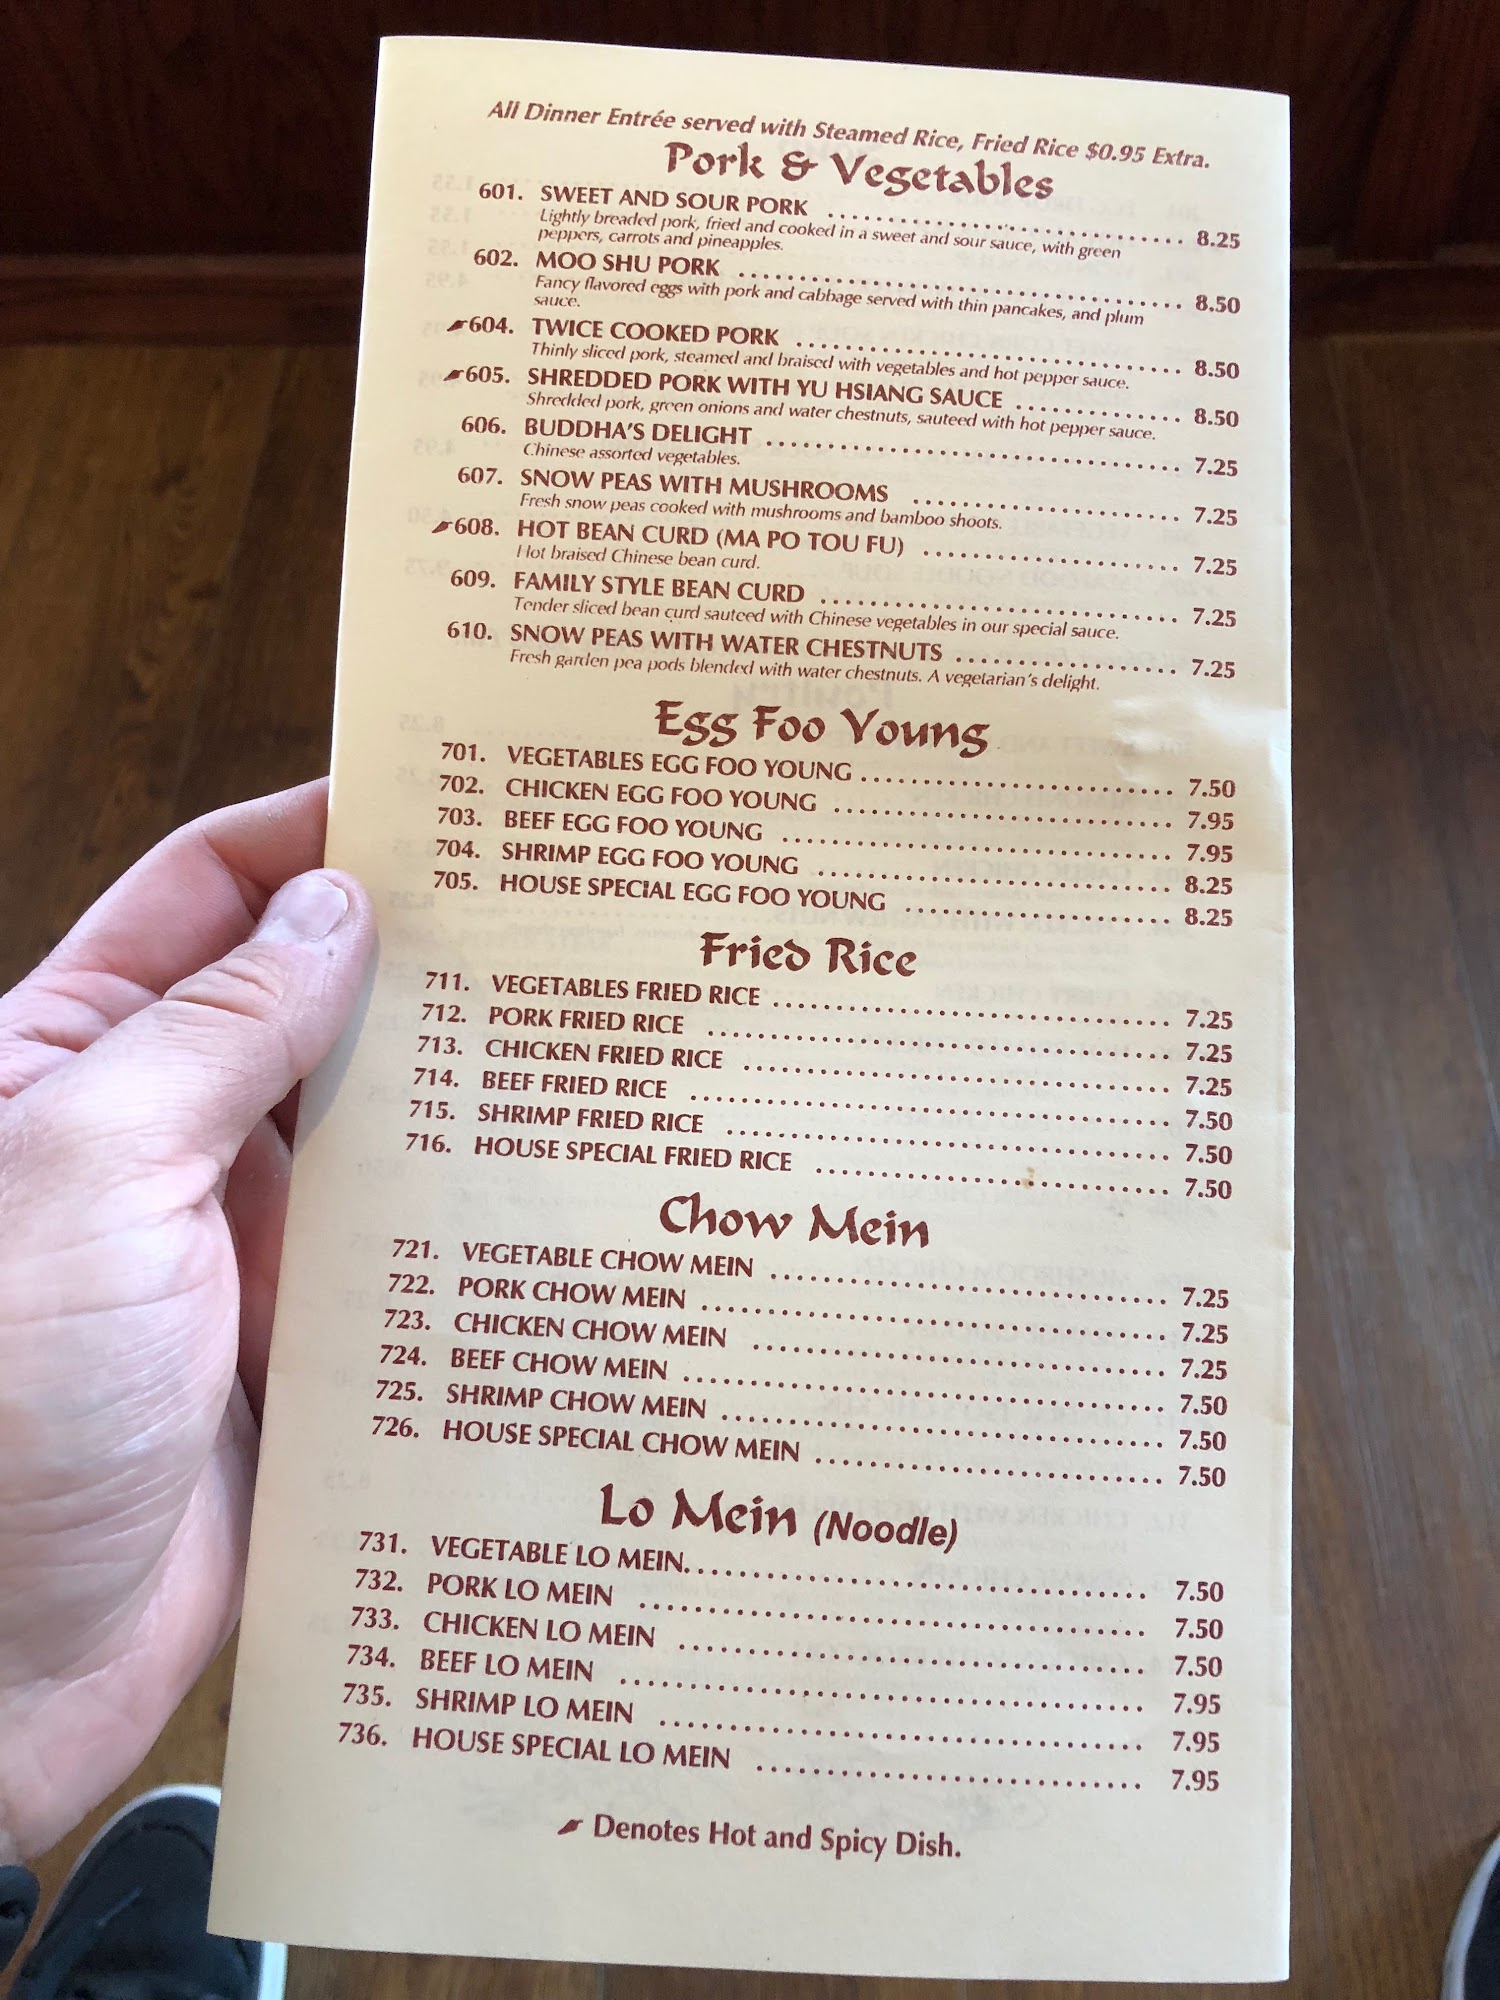 All Dinner Entrée served with Steamed Rice, Fried Rice $0.95 Extra.
Pork & Vegetables
601. SWEET AND SOUR PORK ........................................ 8.25
Lightly breaded pork, fried and cooked in a sweet and sour sauce, with green
peppers, carrots and pineapples.
602. MOO SHU PORK ........................................ 8.50
Fancy flavored eggs with pork and cabbage served with thin pancakes, and plum
sauce.
604. TWICE COOKED PORK ........................................ 8.50
Thinly sliced pork, steamed and braised with vegetables and hot pepper sauce.
605. SHREDDED PORK WITH YU HSIANG SAUCE .................. 8.50
Shredded pork, green onions and water chestnuts, sauteed with hot pepper sauce.
606. BUDDHA'S DELIGHT ........................................ 7.25
Chinese assorted vegetables.
607. SNOW PEAS WITH MUSHROOMS ............................ 7.25
Fresh snow peas cooked with mushrooms and bamboo shoots.
608. HOT BEAN CURD (MA PO TOU FU) ............................ 7.25
Hot braised Chinese bean curd.
609. FAMILY STYLE BEAN CURD .................................... 7.25
Tender sliced bean curd sauteed with Chinese vegetables in our special sauce.
610. SNOW PEAS WITH WATER CHESTNUTS ........................ 7.25
Fresh garden pea pods blended with water chestnuts. A vegetarian's delight.
Egg Foo Young
701. VEGETABLES EGG FOO YOUNG ............................ 7.50
702. CHICKEN EGG FOO YOUNG ............................... 7.95
703. BEEF EGG FOO YOUNG ................................... 7.95
704. SHRIMP EGG FOO YOUNG ................................ 8.25
705. HOUSE SPECIAL EGG FOO YOUNG ........................ 8.25
Fried Rice
711. VEGETABLES FRIED RICE .................................... 7.25
712. PORK FRIED RICE .......................................... 7.25
713. CHICKEN FRIED RICE ....................................... 7.25
714. BEEF FRIED RICE ........................................... 7.50
715. SHRIMP FRIED RICE ........................................ 7.50
716. HOUSE SPECIAL FRIED RICE ................................ 7.50
Chow Mein
721. VEGETABLE CHOW MEIN .................................... 7.25
722. PORK CHOW MEIN .......................................... 7.25
723. CHICKEN CHOW MEIN ...................................... 7.25
724. BEEF CHOW MEIN ........................................... 7.50
725. SHRIMP CHOW MEIN ........................................ 7.50
726. HOUSE SPECIAL CHOW MEIN ................................ 7.50
Lo Mein (Noodle)
731. VEGETABLE LO MEIN........................................ 7.50
732. PORK LO MEIN ............................................. 7.50
733. CHICKEN LO MEIN .......................................... 7.50
734. BEEF LO MEIN .............................................. 7.95
735. SHRIMP LO MEIN ........................................... 7.95
736. HOUSE SPECIAL LO MEIN .................................. 7.95
Denotes Hot and Spicy Dish.